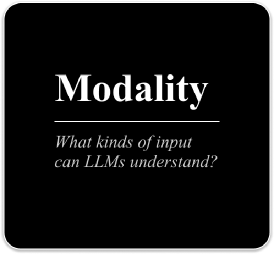 Modality
What kinds of input
can LLMs understand?